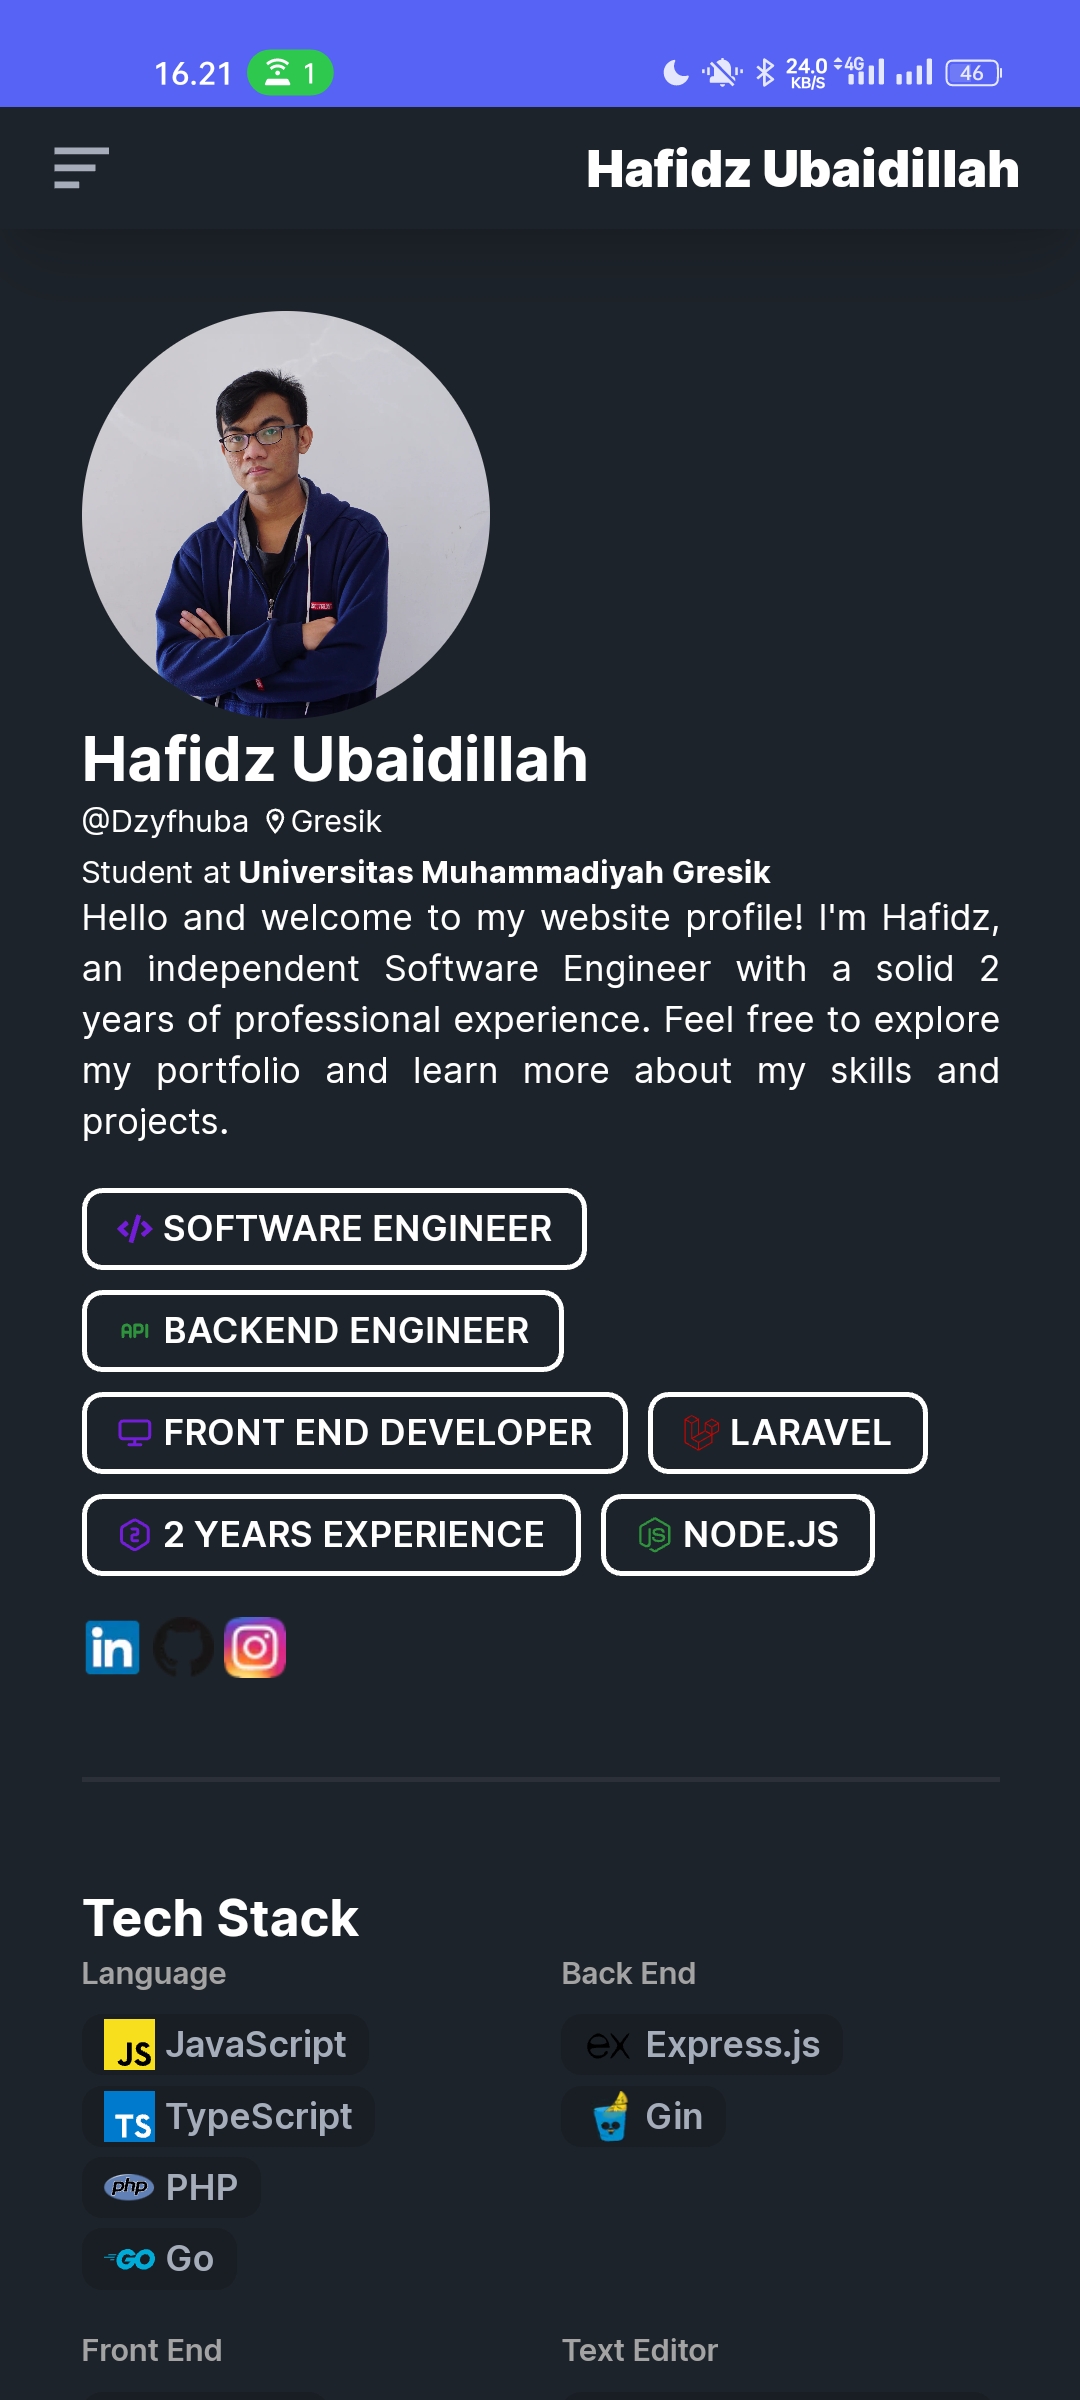 16.21 1 24.0 KB/S 4G 46
Hafidz Ubaidillah
Hafidz Ubaidillah
@Dzyfhuba Gresik
Student at Universitas Muhammadiyah Gresik
Hello and welcome to my website profile! I'm Hafidz,
an independent Software Engineer with a solid 2
years of professional experience. Feel free to explore
my portfolio and learn more about my skills and
projects.
</> SOFTWARE ENGINEER
API BACKEND ENGINEER
FRONT END DEVELOPER LARAVEL
2 2 YEARS EXPERIENCE JS NODE.JS
in
Tech Stack
Language Back End
JS JavaScript ex Express.js
TS TypeScript Gin
php PHP
GO Go
Front End Text Editor